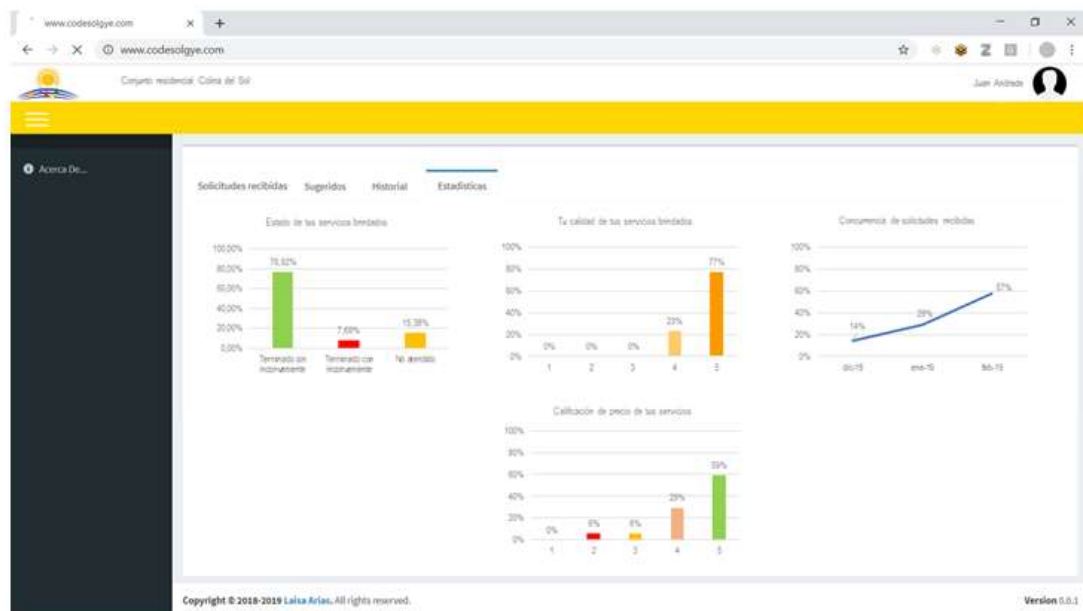 www.codesolgye.com
www.codesolgye.com
Conjunto residencial Colina del Sol
Juan Andrade
Acerca De...
Solicitudes recibidas Sugeridos Historial Estadísticas
Estado de tus servicios brindados
100,00%
80,00%
60,00%
40,00%
20,00%
0,00%
76,92%
7,69%
15,38%
Terminado sin inconveniente
Terminado con inconveniente
No atendido
Tu calidad de tus servicios brindados
100%
80%
60%
40%
20%
0%
0% 0% 0% 23% 77%
1 2 3 4 5
Concurrencia de solicitudes recibidas
100%
80%
60%
40%
20%
0%
14% 29% 57%
ene-19 feb-19
Calificación de precio de tus servicios
100%
80%
60%
40%
20%
0%
0% 6% 6% 29% 59%
1 2 3 4 5
Copyright © 2018-2019 Laisa Arias. All rights reserved.
Version 0.0.1